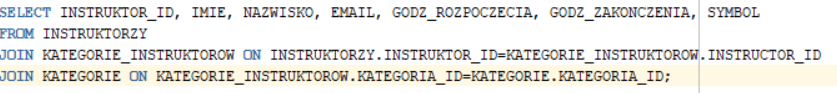 SELECT INSTRUKTOR_ID, IMIE, NAZWISKO, EMAIL, GODZ_ROZPOCZECIA, GODZ_ZAKONCZENIA, SYMBOL
FROM INSTRUKTORZY
JOIN KATEGORIE_INSTRUKTOROW ON INSTRUKTORZY.INSTRUKTOR_ID=KATEGORIE_INSTRUKTOROW.INSTRUCTOR_ID
JOIN KATEGORIE ON KATEGORIE_INSTRUKTOROW.KATEGORIA_ID=KATEGORIE.KATEGORIA_ID;